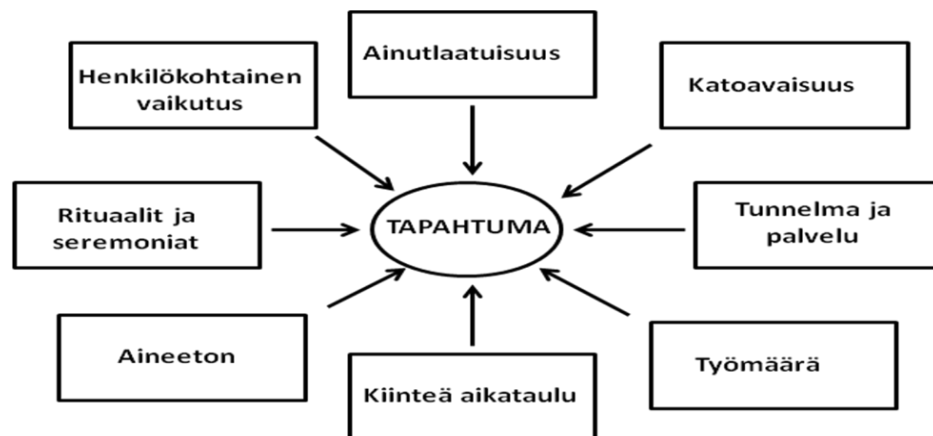 Ainutlaatuisuus
Henkilökohtainen
vaikutus
Katoavaisuus
Rituaalit ja
seremoniat
TAPAHTUMA
Tunnelma ja
palvelu
Aineeton
Kiinteä aikataulu
Työmäärä